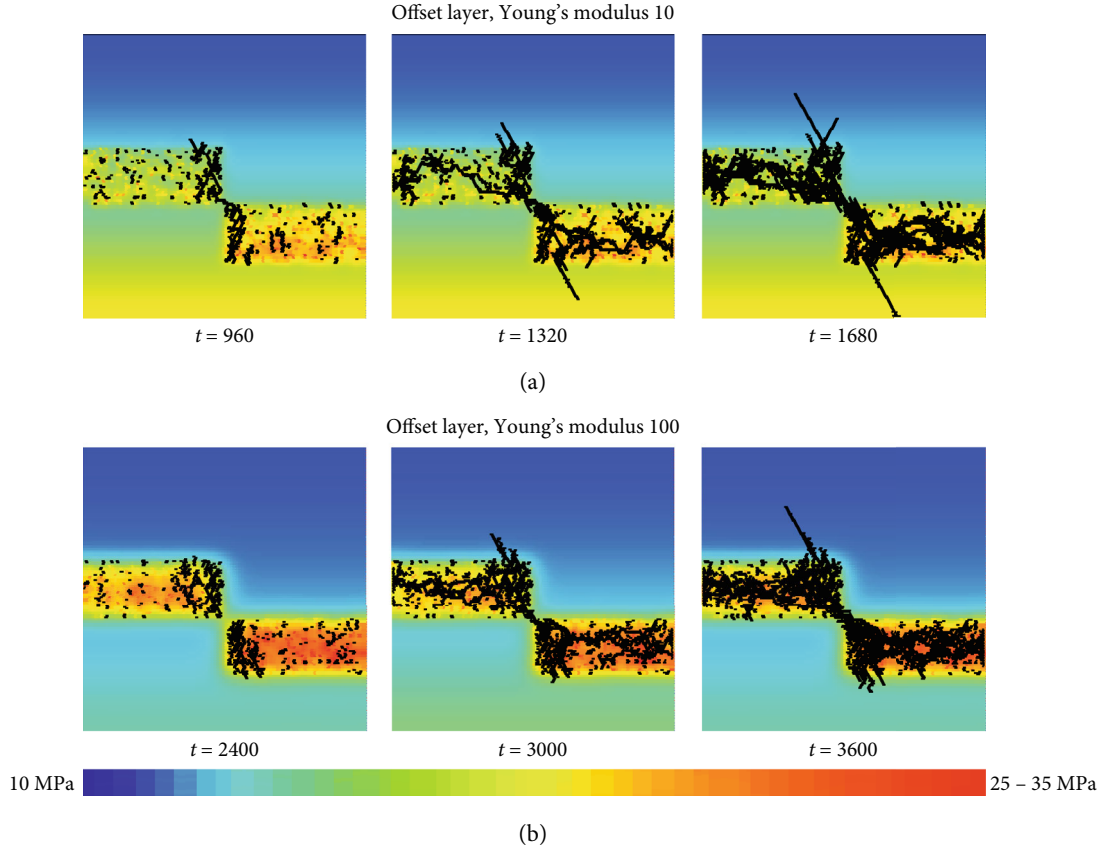 Offset layer, Young's modulus 10
t = 960
t = 1320
t = 1680
(a)
Offset layer, Young's modulus 100
t = 2400
t = 3000
t = 3600
10 MPa
25 – 35 MPa
(b)